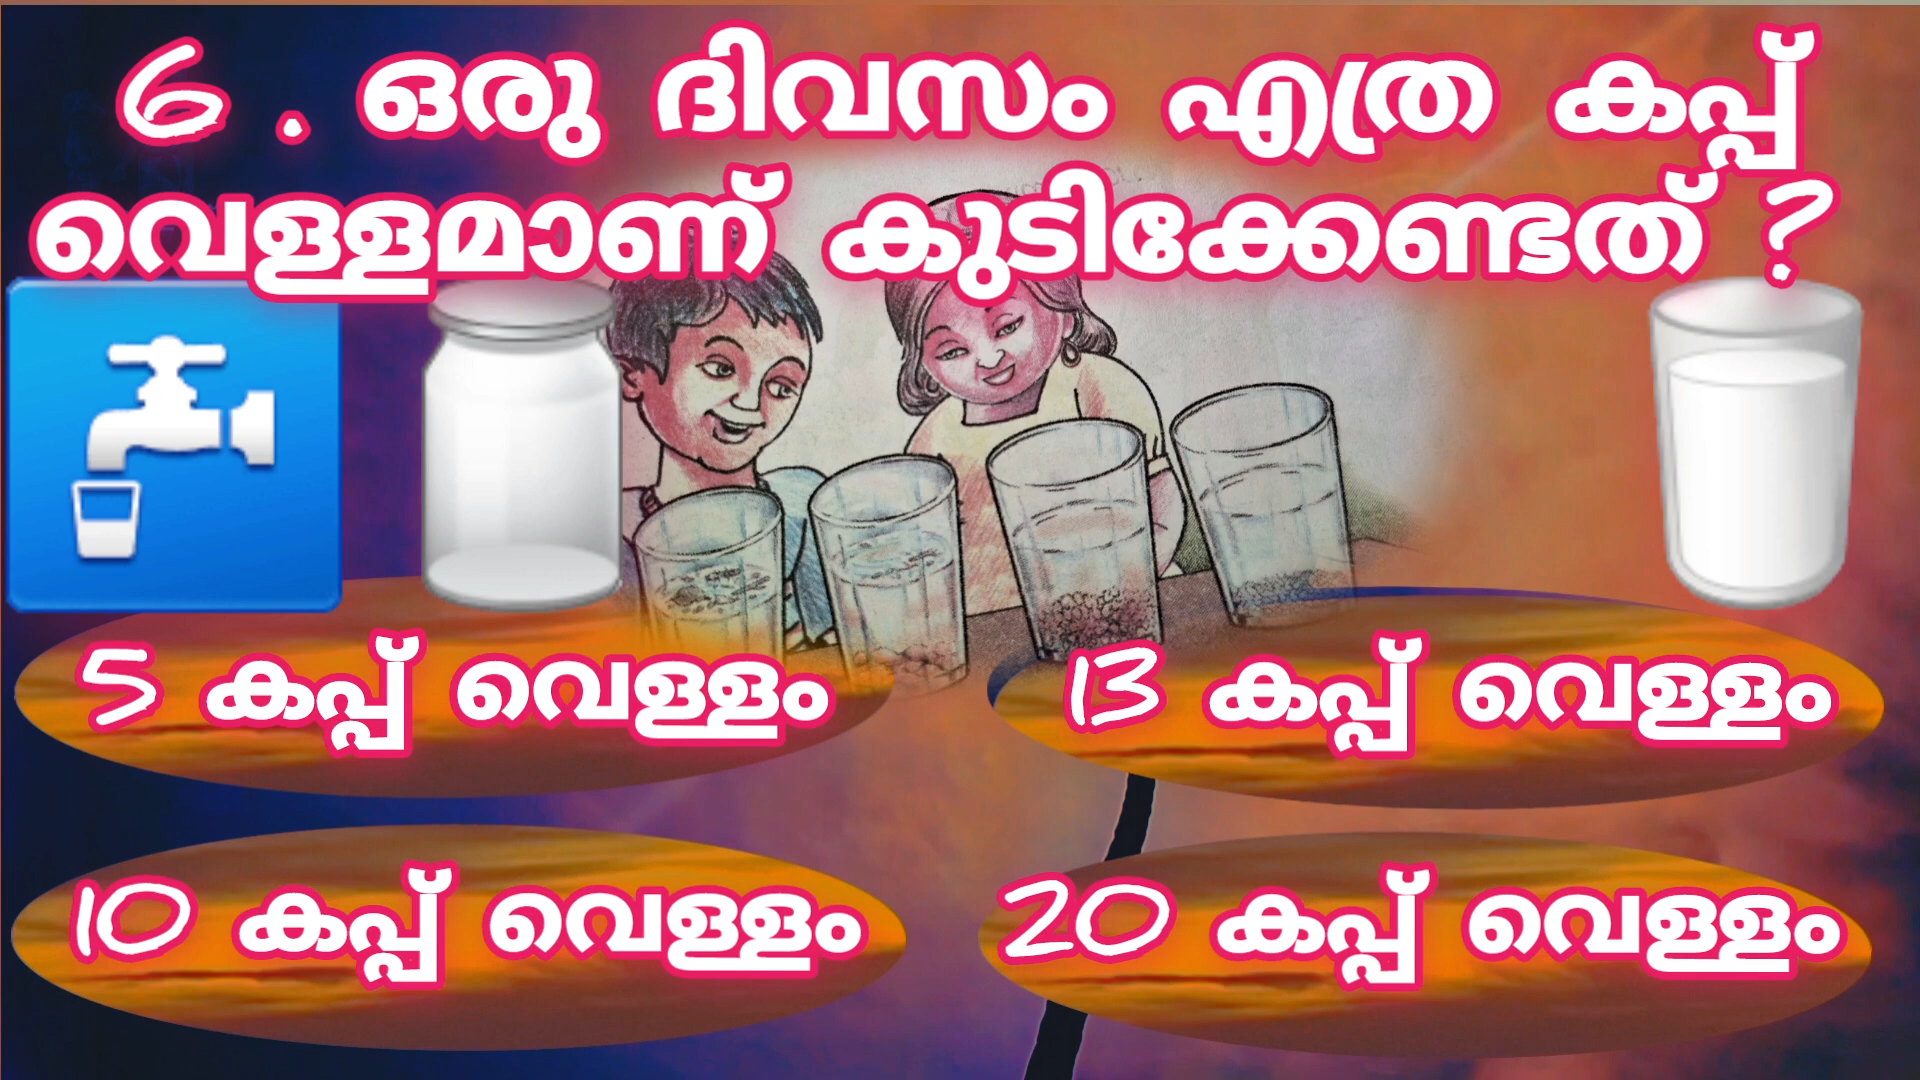 6 . ഒരു ദിവസം എത്ര കപ്പ്
വെള്ളമാണ് കുടിക്കേണ്ടത് ?
5 കപ്പ് വെള്ളം
13 കപ്പ് വെള്ളം
10 കപ്പ് വെള്ളം
20 കപ്പ് വെള്ളം